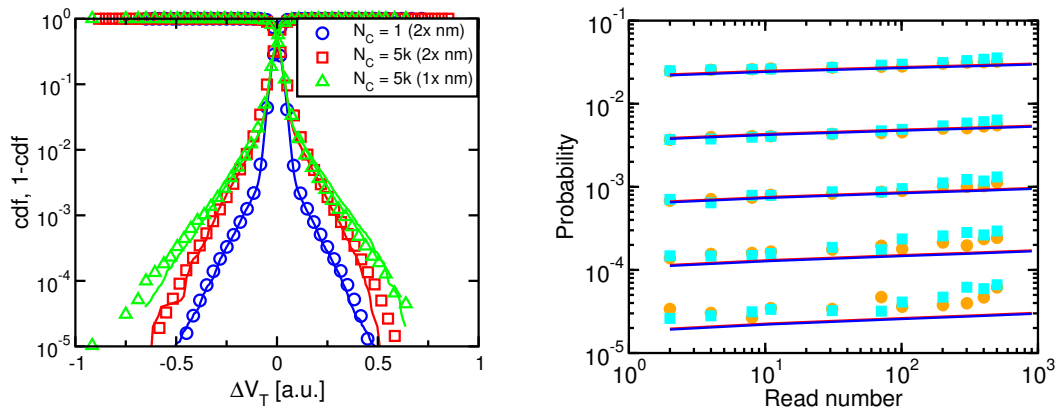 10^0
10^-1
10^-2
10^-3
10^-4
10^-5
cdf, 1-cdf
N_C = 1 (2x nm)
N_C = 5k (2x nm)
N_C = 5k (1x nm)
-1 -0.5 0 0.5 1
ΔV_T [a.u.]
10^-1
10^-2
10^-3
10^-4
10^-5
Probability
10^0 10^1 10^2 10^3
Read number